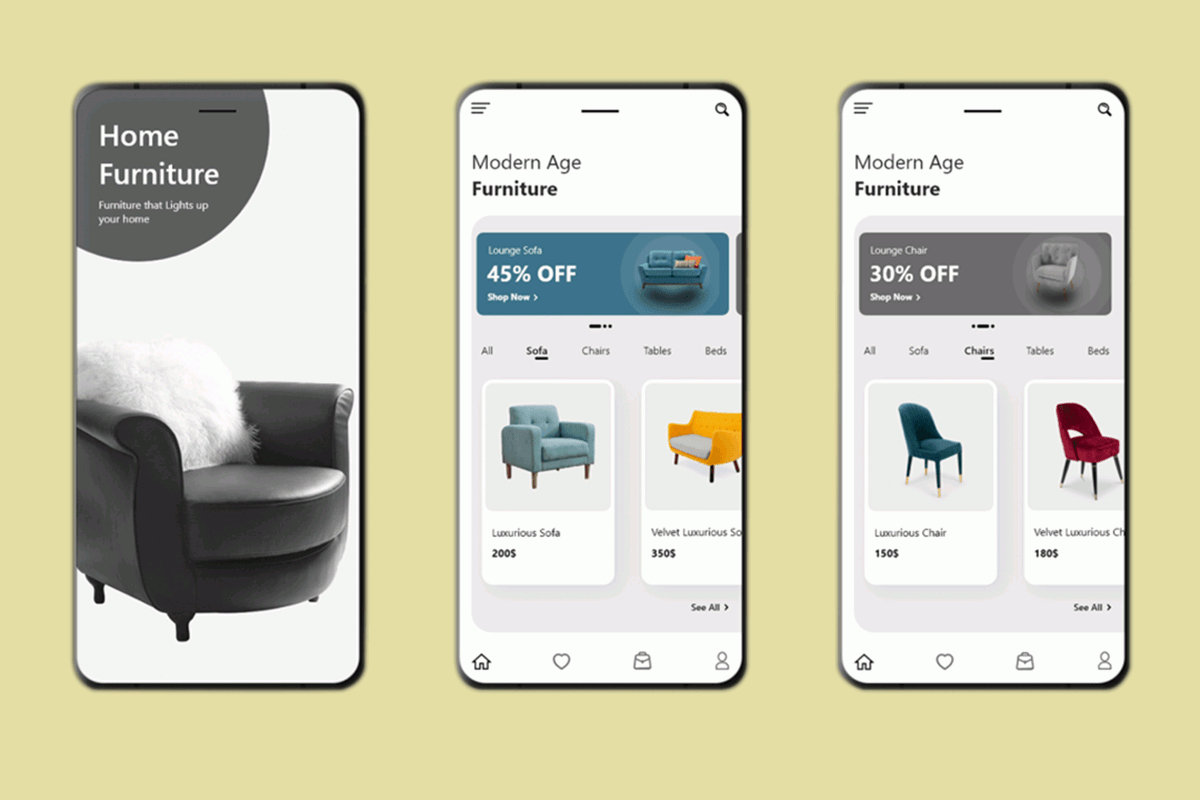 Home
Furniture
Furniture that Lights up
your home
Modern Age
Furniture
Lounge Sofa
45% OFF
Shop Now >
All Sofa Chairs Tables Beds
Luxurious Sofa
200$
Velvet Luxurious So
350$
See All >
Modern Age
Furniture
Lounge Chair
30% OFF
Shop Now >
All Sofa Chairs Tables Beds
Luxurious Chair
150$
Velvet Luxurious Ch
180$
See All >